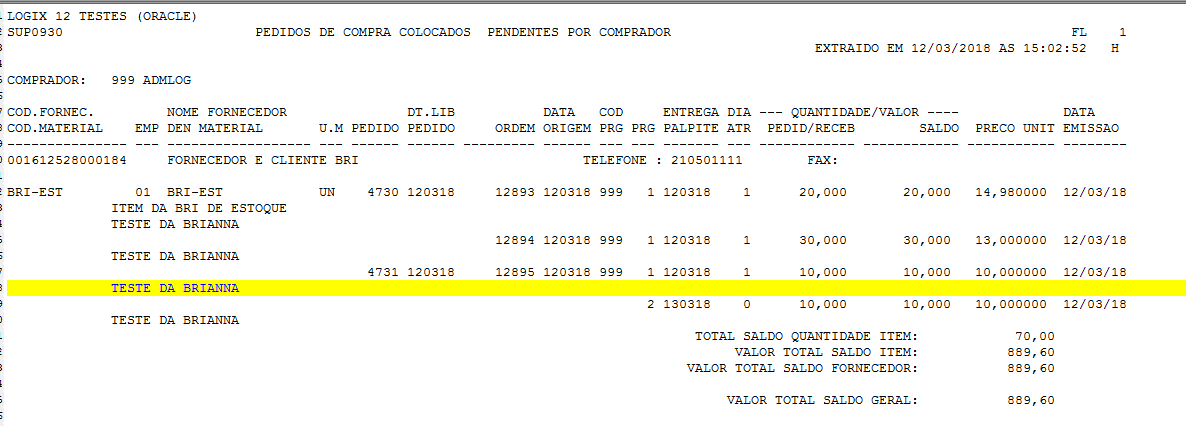 LOGIX 12 TESTES (ORACLE)
SUP0930 PEDIDOS DE COMPRA COLOCADOS PENDENTES POR COMPRADOR FL 1
EXTRAIDO EM 12/03/2018 AS 15:02:52 H
COMPRADOR: 999 ADMLOG
COD.FORNEC. NOME FORNECEDOR DT.LIB DATA COD ENTREGA DIA --- QUANTIDADE/VALOR ---- DATA
COD.MATERIAL EMP DEN MATERIAL U.M PEDIDO PEDIDO ORDEM ORIGEM PRG PRG PALPITE ATR PEDID/RECEB SALDO PRECO UNIT EMISSAO
001612528000184 FORNECEDOR E CLIENTE BRI TELEFONE : 210501111 FAX:
BRI-EST 01 BRI-EST UN 4730 120318 12893 120318 999 1 120318 1 20,000 20,000 14,980000 12/03/18
ITEM DA BRI DE ESTOQUE
TESTE DA BRIANNA
12894 120318 999 1 120318 1 30,000 30,000 13,000000 12/03/18
TESTE DA BRIANNA
4731 120318 12895 120318 999 1 120318 1 10,000 10,000 10,000000 12/03/18
TESTE DA BRIANNA
2 130318 0 10,000 10,000 10,000000 12/03/18
TESTE DA BRIANNA
TOTAL SALDO QUANTIDADE ITEM: 70,00
VALOR TOTAL SALDO ITEM: 889,60
VALOR TOTAL SALDO FORNECEDOR: 889,60
VALOR TOTAL SALDO GERAL: 889,60